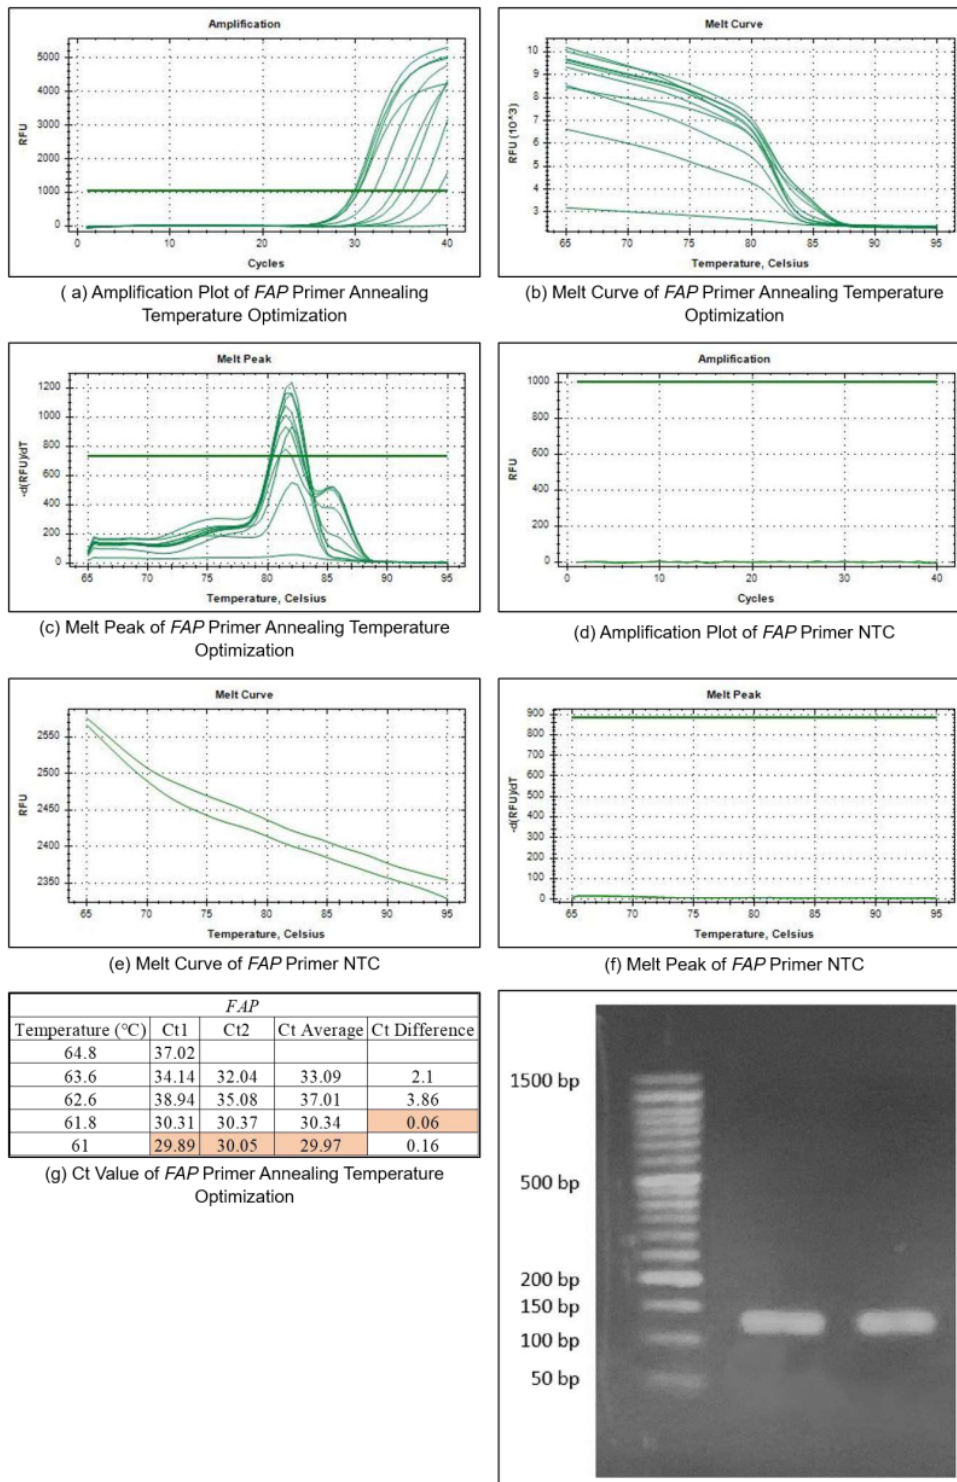 Amplification
RFU
5000
4000
3000
2000
1000
0
0 10 20 30 40
Cycles
( a) Amplification Plot of FAP Primer Annealing
Temperature Optimization
Melt Curve
RFU (10^3)
10
9
8
7
6
5
4
3
65 70 75 80 85 90 95
Temperature, Celsius
(b) Melt Curve of FAP Primer Annealing Temperature
Optimization
Melt Peak
-d(RFU)/dT
1200
1000
800
600
400
200
0
65 70 75 80 85 90 95
Temperature, Celsius
(c) Melt Peak of FAP Primer Annealing Temperature
Optimization
Amplification
RFU
1000
800
600
400
200
0
0 10 20 30 40
Cycles
(d) Amplification Plot of FAP Primer NTC
Melt Curve
RFU
2550
2500
2450
2400
2350
65 70 75 80 85 90 95
Temperature, Celsius
(e) Melt Curve of FAP Primer NTC
Melt Peak
-d(RFU)/dT
900
800
700
600
500
400
300
200
100
0
65 70 75 80 85 90 95
Temperature, Celsius
(f) Melt Peak of FAP Primer NTC
FAP
Temperature (°C) Ct1 Ct2 Ct Average Ct Difference
64.8 37.02
63.6 34.14 32.04 33.09 2.1
62.6 38.94 35.08 37.01 3.86
61.8 30.31 30.37 30.34 0.06
61 29.89 30.05 29.97 0.16
(g) Ct Value of FAP Primer Annealing Temperature
Optimization
1500 bp
500 bp
200 bp
150 bp
100 bp
50 bp